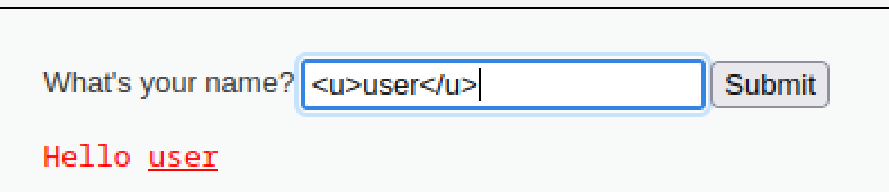 What's your name? <u>user</u> Submit
Hello user